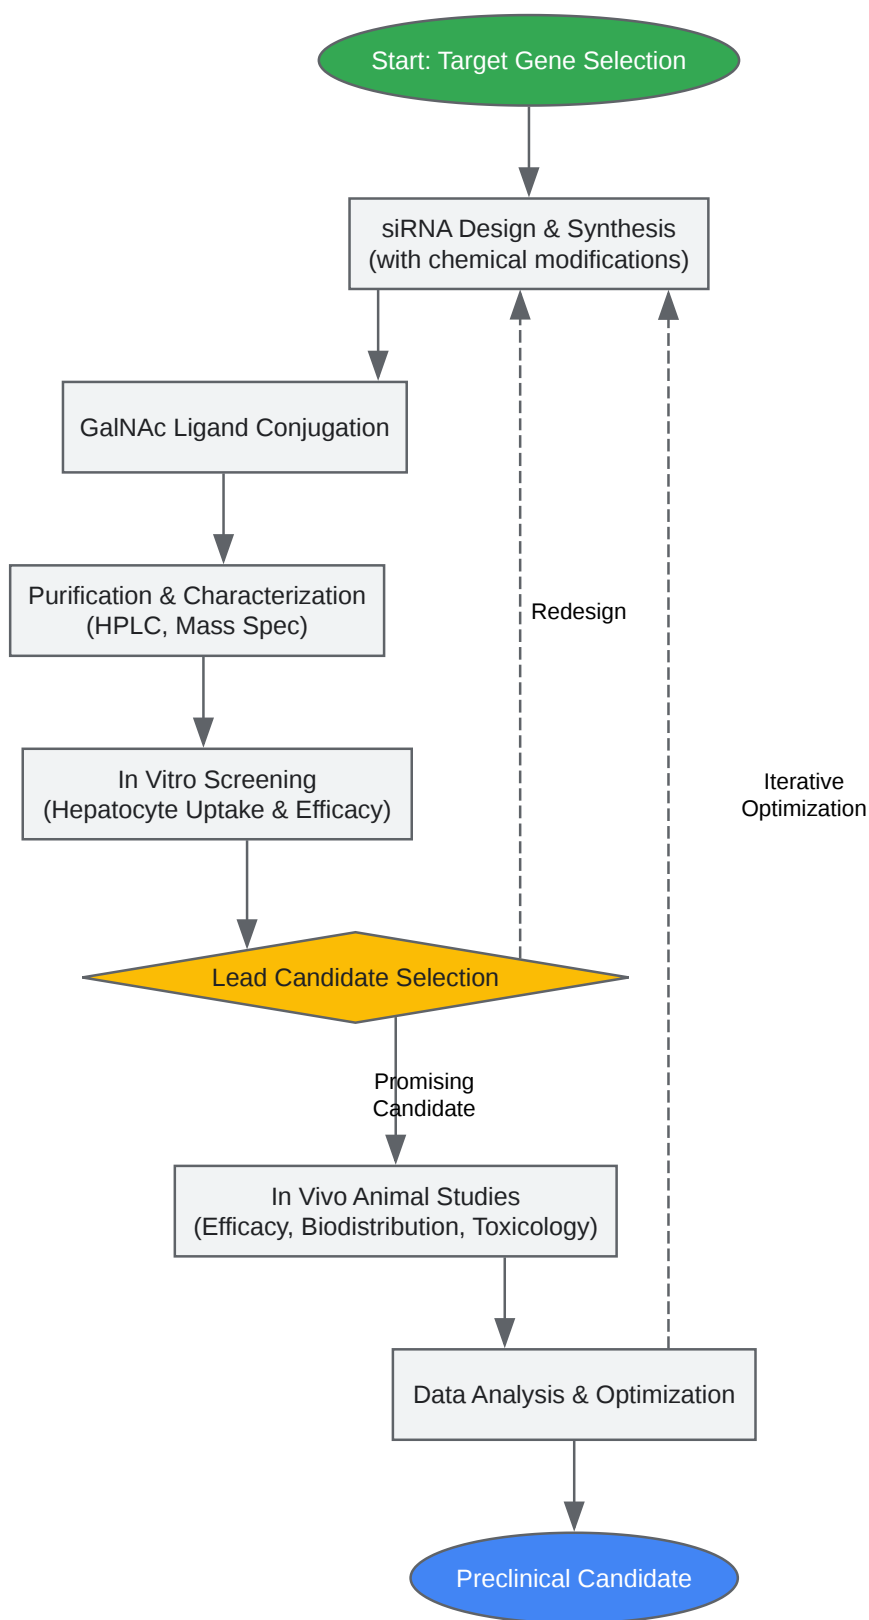 Start: Target Gene Selection
siRNA Design & Synthesis
(with chemical modifications)
GalNAc Ligand Conjugation
Purification & Characterization
(HPLC, Mass Spec)
Redesign
In Vitro Screening
(Hepatocyte Uptake & Efficacy)
Iterative
Optimization
Lead Candidate Selection
Promising
Candidate
In Vivo Animal Studies
(Efficacy, Biodistribution, Toxicology)
Data Analysis & Optimization
Preclinical Candidate